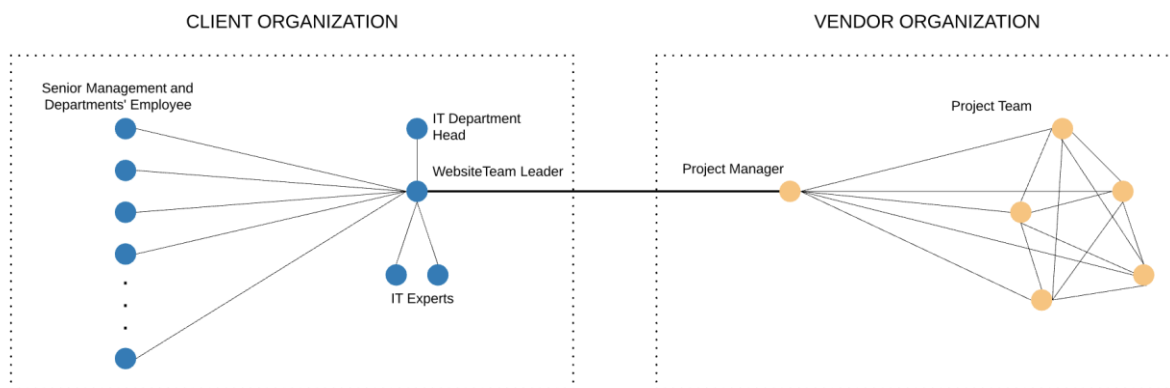 CLIENT ORGANIZATION
VENDOR ORGANIZATION
Senior Management and
Departments' Employee
IT Department
Head
WebsiteTeam Leader
IT Experts
Project Manager
Project Team